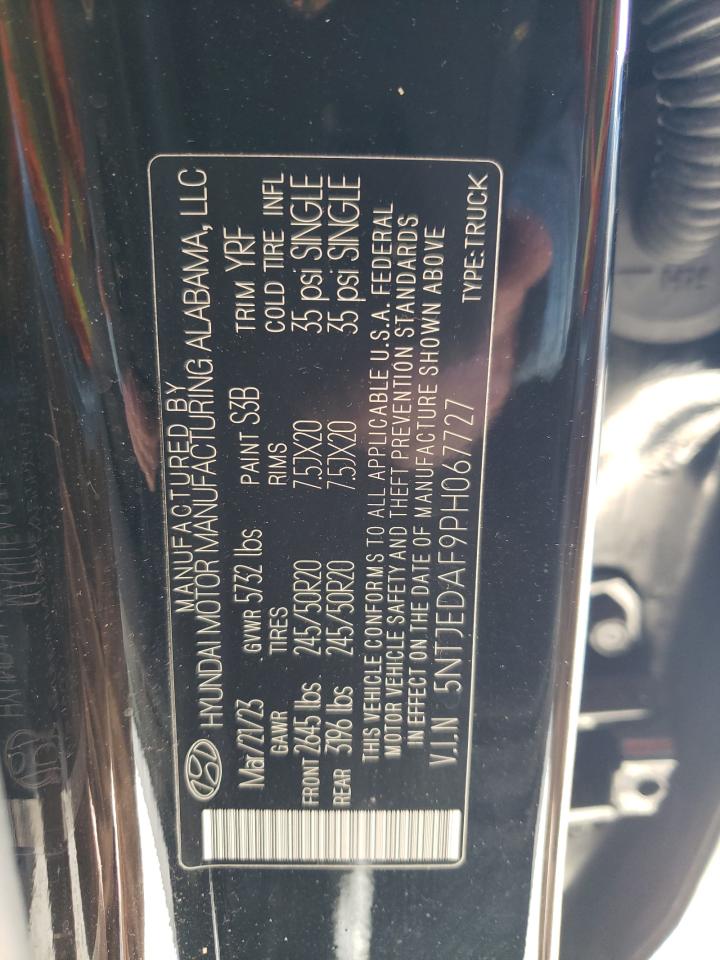 MANUFACTURED BY
HYUNDAI MOTOR MANUFACTURING ALABAMA, LLC
Mar/21/23 GVWR 5732 lbs PAINT S3B TRIM YRF
GAWR TIRES RIMS COLD TIRE INFL
FRONT 2645 lbs 245/50R20 7.5JX20 35 psi SINGLE
REAR 3196 lbs 245/50R20 7.5JX20 35 psi SINGLE
THIS VEHICLE CONFORMS TO ALL APPLICABLE U.S.A. FEDERAL
MOTOR VEHICLE SAFETY AND THEFT PREVENTION STANDARDS
IN EFFECT ON THE DATE OF MANUFACTURE SHOWN ABOVE
V.I.N 5NTJEDAF9PH067727
TYPE:TRUCK